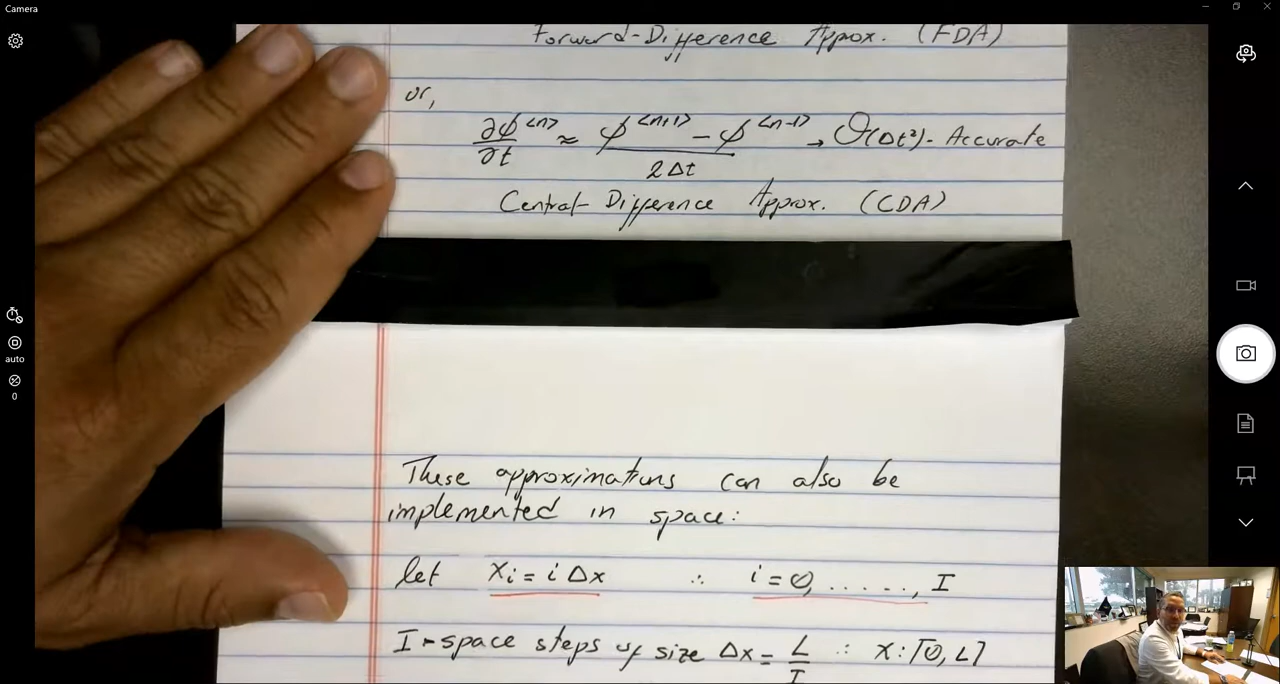 Camera
Forward-Difference Approx. (FDA)
or,
∂φ^<n>/∂t ≈ (φ^<n+1> - φ^<n-1>)/2Δt → O(Δt²)-Accurate
Central-Difference Approx. (CDA)
These approximations can also be
implemented in space:
let xᵢ = i Δx ∴ i = 0, ......, I
I-space steps of size Δx = L/I ∴ x: [0, L]
auto
0